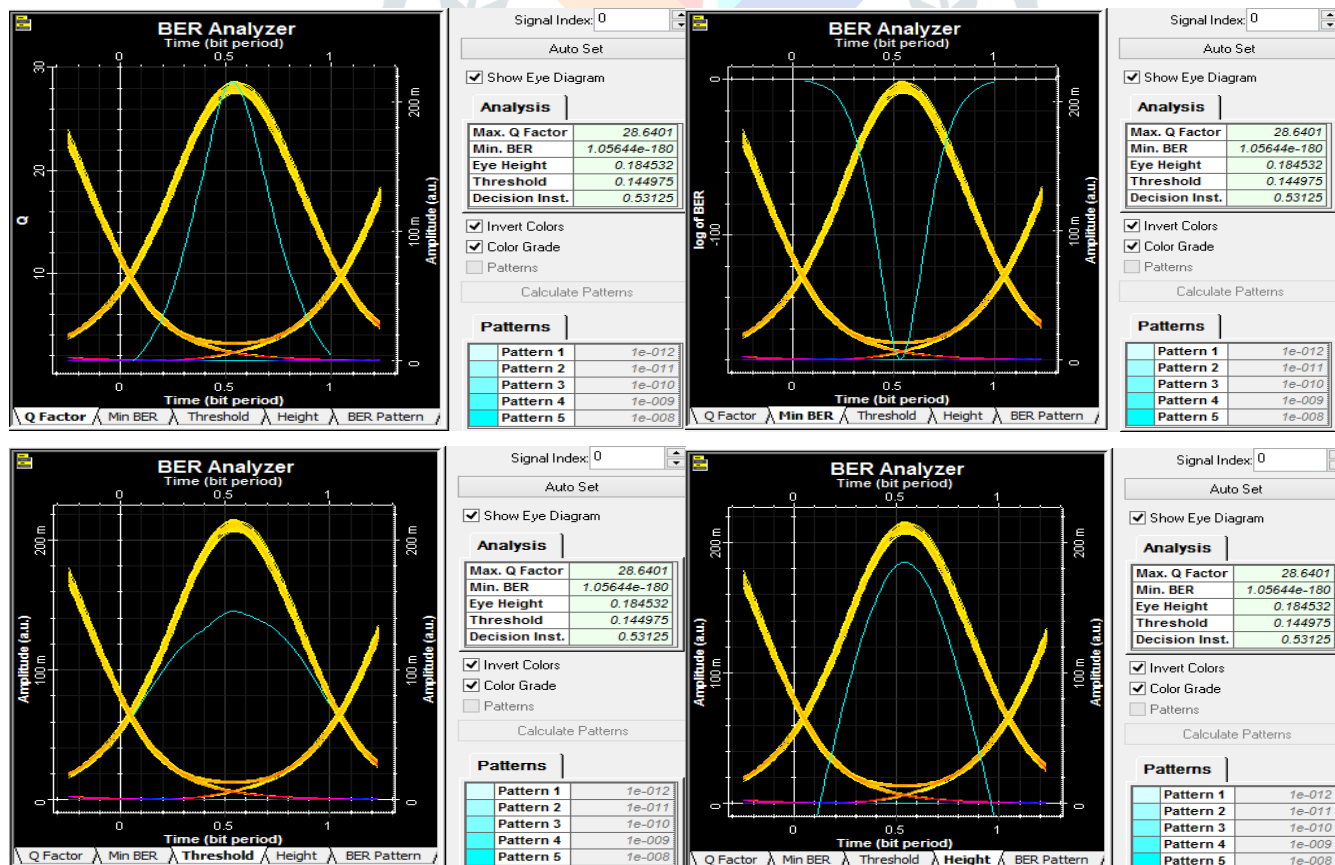 BER Analyzer
Time (bit period)
0 0.5 1
30
20
10
Q
200 m
100 m
0
Amplitude (a.u.)
0 0.5 1
Time (bit period)
Q Factor Min BER Threshold Height BER Pattern
Signal Index: 0
Auto Set
Show Eye Diagram
Analysis
Max. Q Factor 28.6401
Min. BER 1.05644e-180
Eye Height 0.184532
Threshold 0.144975
Decision Inst. 0.53125
Invert Colors
Color Grade
Patterns
Calculate Patterns
Patterns
Pattern 1 1e-012
Pattern 2 1e-011
Pattern 3 1e-010
Pattern 4 1e-009
Pattern 5 1e-008
BER Analyzer
Time (bit period)
0 0.5 1
0
-100
log of BER
200 m
100 m
0
Amplitude (a.u.)
0 0.5 1
Time (bit period)
Q Factor Min BER Threshold Height BER Pattern
Signal Index: 0
Auto Set
Show Eye Diagram
Analysis
Max. Q Factor 28.6401
Min. BER 1.05644e-180
Eye Height 0.184532
Threshold 0.144975
Decision Inst. 0.53125
Invert Colors
Color Grade
Patterns
Calculate Patterns
Patterns
Pattern 1 1e-012
Pattern 2 1e-011
Pattern 3 1e-010
Pattern 4 1e-009
Pattern 5 1e-008
BER Analyzer
Time (bit period)
0 0.5 1
200 m
100 m
0
Amplitude (a.u.)
200 m
100 m
0
Amplitude (a.u.)
0 0.5 1
Time (bit period)
Q Factor Min BER Threshold Height BER Pattern
Signal Index: 0
Auto Set
Show Eye Diagram
Analysis
Max. Q Factor 28.6401
Min. BER 1.05644e-180
Eye Height 0.184532
Threshold 0.144975
Decision Inst. 0.53125
Invert Colors
Color Grade
Patterns
Calculate Patterns
Patterns
Pattern 1 1e-012
Pattern 2 1e-011
Pattern 3 1e-010
Pattern 4 1e-009
Pattern 5 1e-008
BER Analyzer
Time (bit period)
0 0.5 1
200 m
100 m
0
Amplitude (a.u.)
200 m
100 m
0
Amplitude (a.u.)
0 0.5 1
Time (bit period)
Q Factor Min BER Threshold Height BER Pattern
Signal Index: 0
Auto Set
Show Eye Diagram
Analysis
Max. Q Factor 28.6401
Min. BER 1.05644e-180
Eye Height 0.184532
Threshold 0.144975
Decision Inst. 0.53125
Invert Colors
Color Grade
Patterns
Calculate Patterns
Patterns
Pattern 1 1e-012
Pattern 2 1e-011
Pattern 3 1e-010
Pattern 4 1e-009
Pattern 5 1e-008